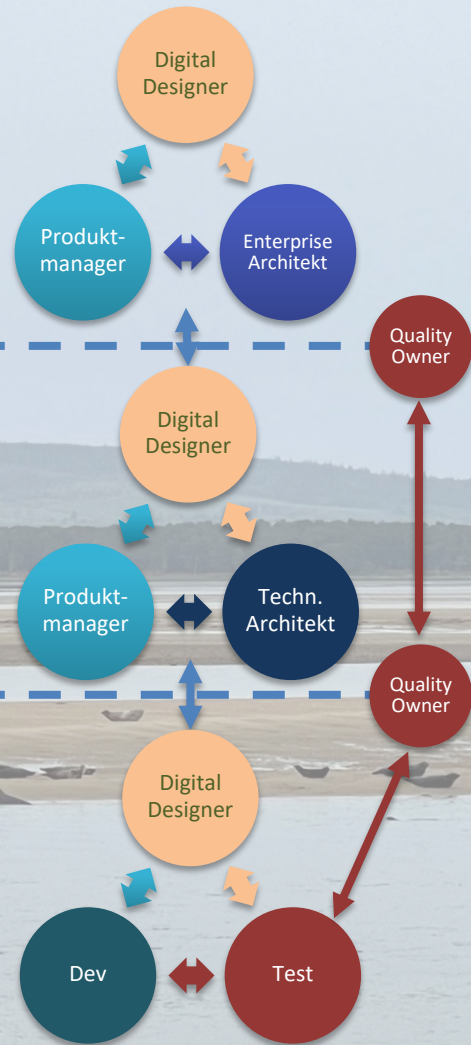 Digital
Designer
Produkt-
manager
Enterprise
Architekt
Quality
Owner
Digital
Designer
Produkt-
manager
Techn.
Architekt
Quality
Owner
Digital
Designer
Dev
Test